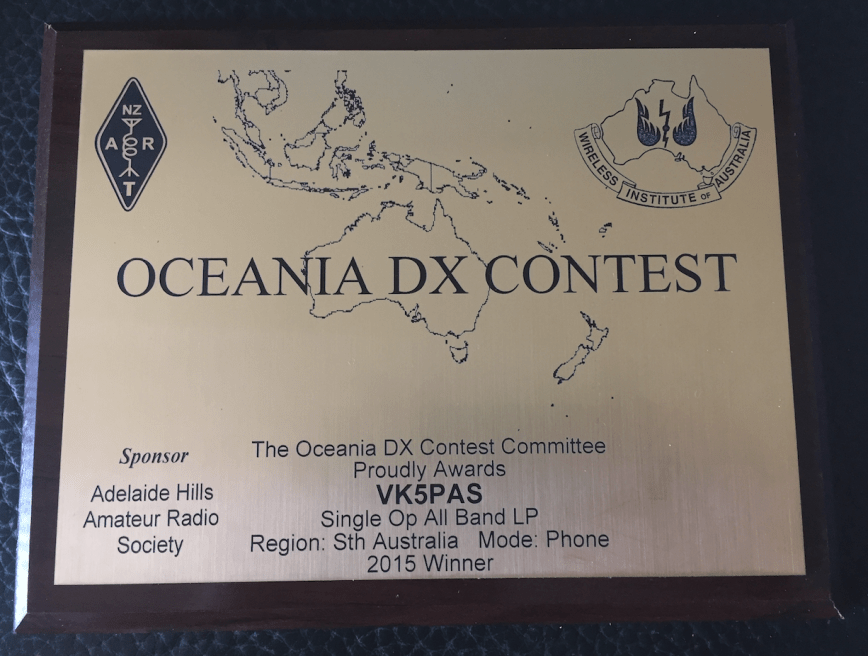 NZ
A R
T
WIRELESS INSTITUTE OF AUSTRALIA
OCEANIA DX CONTEST
Sponsor
Adelaide Hills
Amateur Radio
Society
The Oceania DX Contest Committee
Proudly Awards
VK5PAS
Single Op All Band LP
Region: Sth Australia Mode: Phone
2015 Winner